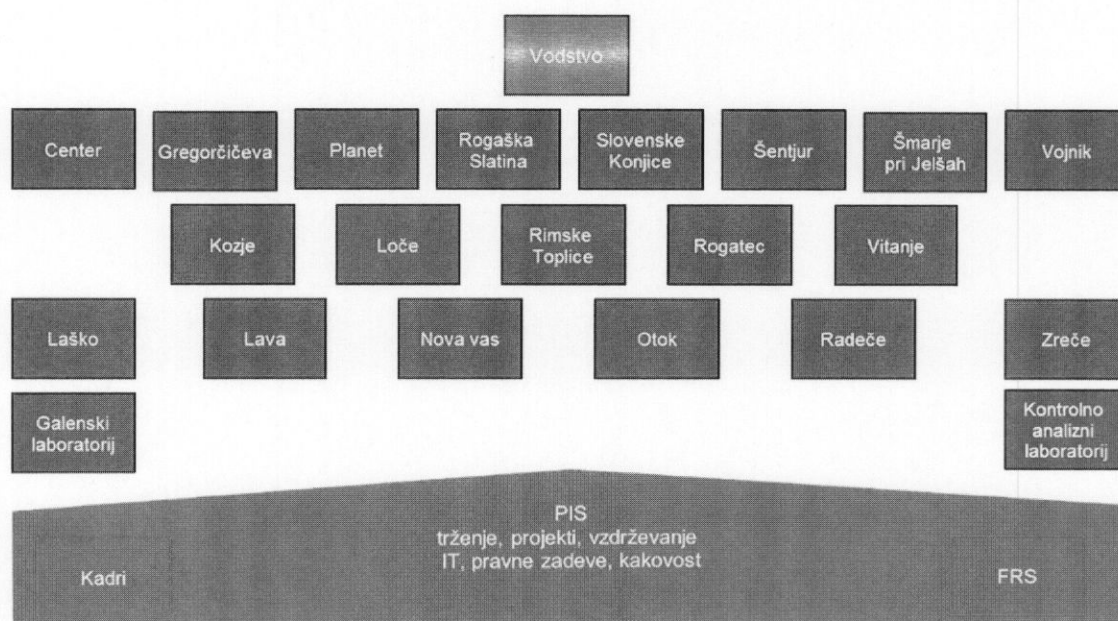 Vodstvo
Center
Gregorčičeva
Planet
Rogaška
Slatina
Slovenske
Konjice
Šentjur
Šmarje
pri Jelšah
Vojnik
Kozje
Loče
Rimske
Toplice
Rogatec
Vitanje
Laško
Lava
Nova vas
Otok
Radeče
Zreče
Galenski
laboratorij
Kontrolno
analizni
laboratorij
PIS
trženje, projekti, vzdrževanje
IT, pravne zadeve, kakovost
Kadri
FRS